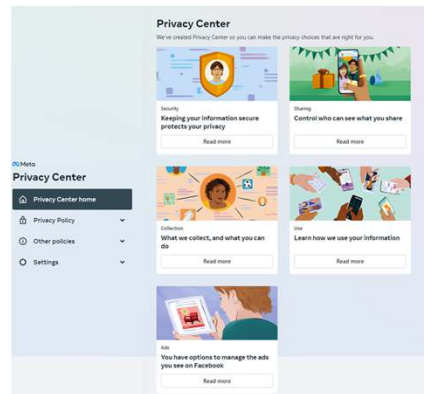 Privacy Center
We've created Privacy Center so you can make the privacy choices that are right for you.
Security
Keeping your information secure
protects your privacy
Read more
Sharing
Control who can see what you share
Read more
Meta
Privacy Center
Privacy Center home
Privacy Policy
Other policies
Settings
Collection
What we collect, and what you can
do
Read more
Use
Learn how we use your information
Read more
Ads
You have options to manage the ads
you see on Facebook
Read more